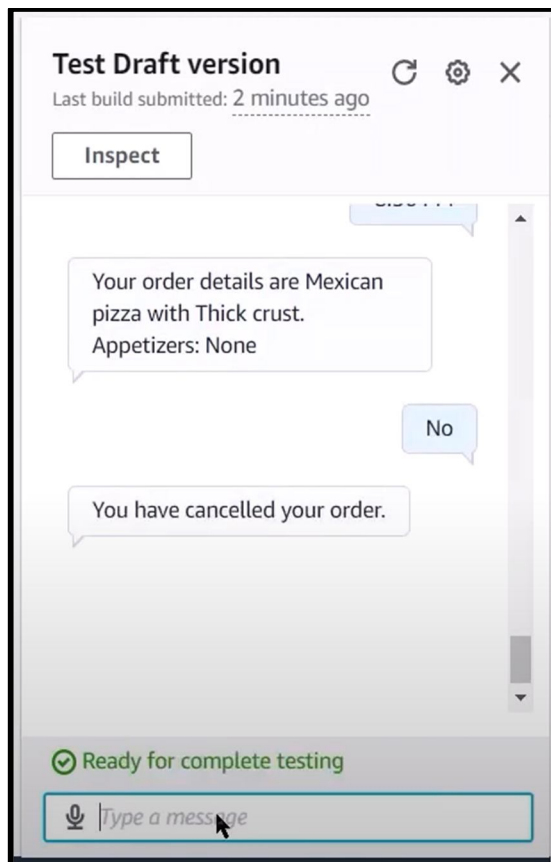 Test Draft version
Last build submitted: 2 minutes ago
Inspect
Your order details are Mexican
pizza with Thick crust.
Appetizers: None
No
You have cancelled your order.
Ready for complete testing
Type a message